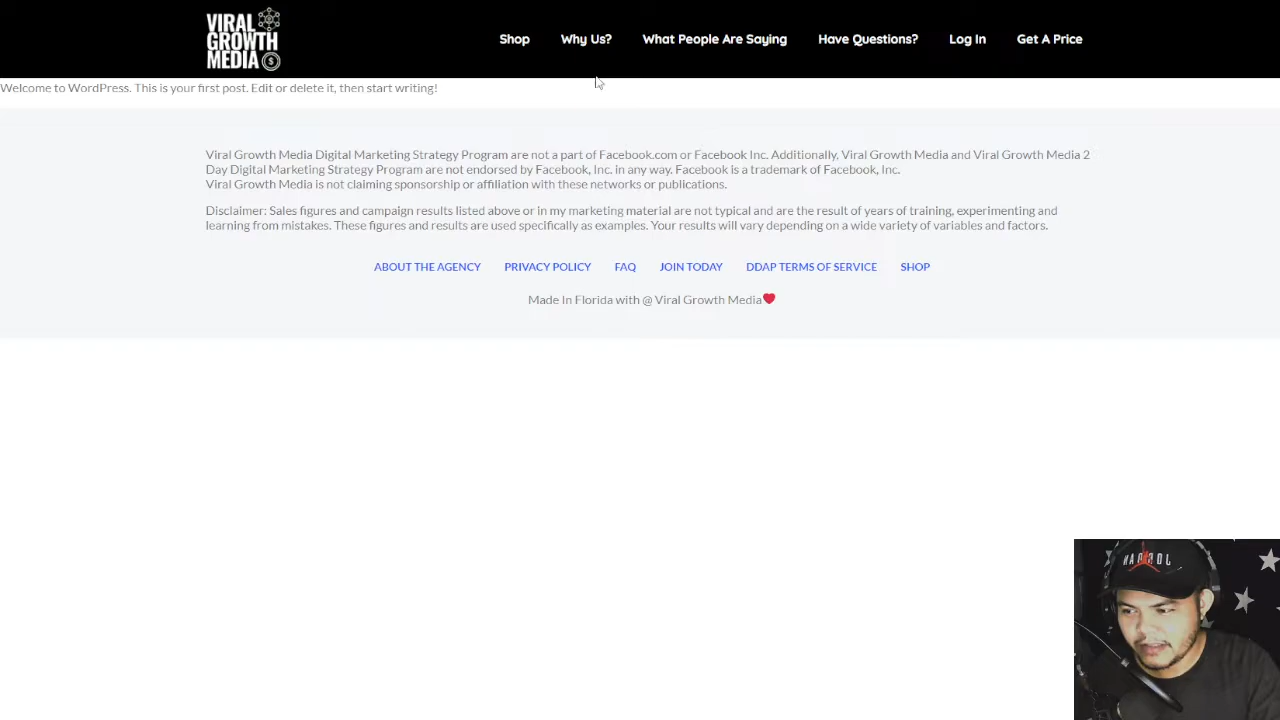 VIRAL
GROWTH
MEDIA
Shop
Why Us?
What People Are Saying
Have Questions?
Log In
Get A Price
Welcome to WordPress. This is your first post. Edit or delete it, then start writing!
Viral Growth Media Digital Marketing Strategy Program are not a part of Facebook.com or Facebook Inc. Additionally, Viral Growth Media and Viral Growth Media 2
Day Digital Marketing Strategy Program are not endorsed by Facebook, Inc. in any way. Facebook is a trademark of Facebook, Inc.
Viral Growth Media is not claiming sponsorship or affiliation with these networks or publications.
Disclaimer: Sales figures and campaign results listed above or in my marketing material are not typical and are the result of years of training, experimenting and
learning from mistakes. These figures and results are used specifically as examples. Your results will vary depending on a wide variety of variables and factors.
ABOUT THE AGENCY
PRIVACY POLICY
FAQ
JOIN TODAY
DDAP TERMS OF SERVICE
SHOP
Made In Florida with @ Viral Growth Media❤